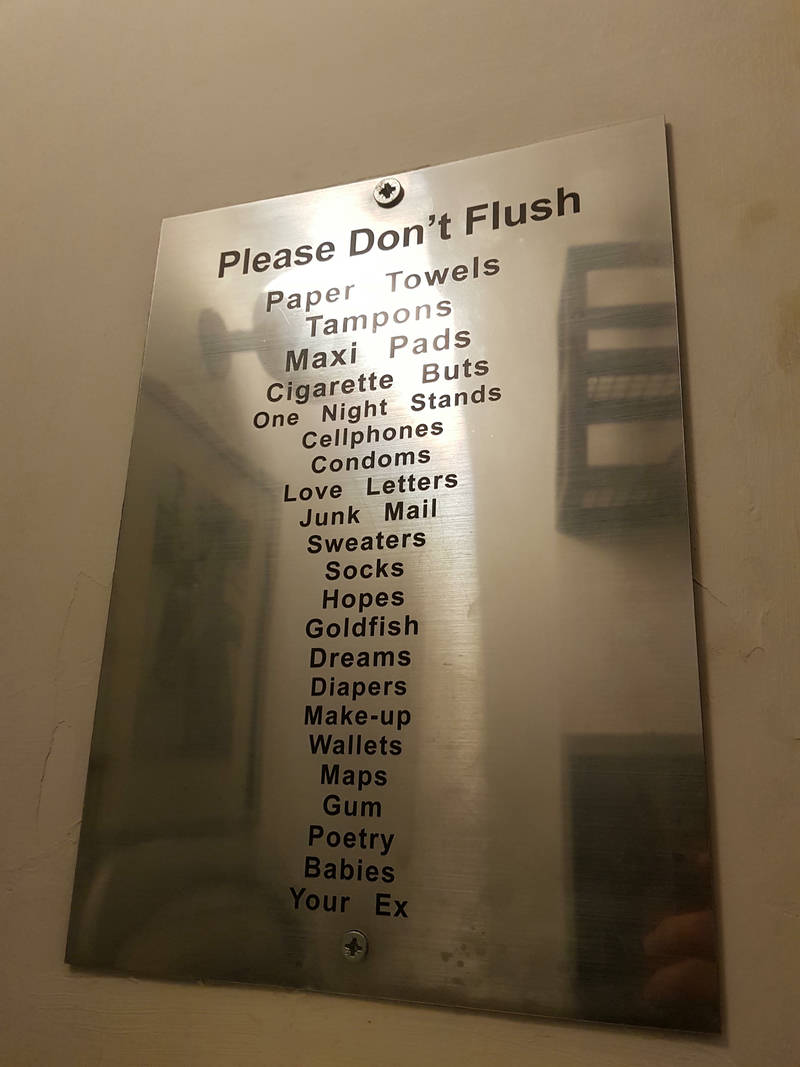 Please Don't Flush
Paper Towels
Tampons
Maxi Pads
Cigarette Buts
One Night Stands
Cellphones
Condoms
Love Letters
Junk Mail
Sweaters
Socks
Hopes
Goldfish
Dreams
Diapers
Make-up
Wallets
Maps
Gum
Poetry
Babies
Your Ex